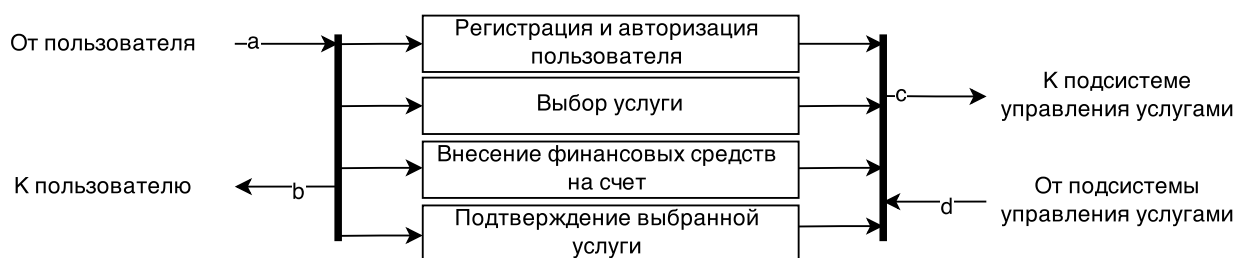 От пользователя
a
Регистрация и авторизация
пользователя
Выбор услуги
c
К подсистеме
управления услугами
Внесение финансовых средств
на счет
К пользователю
b
От подсистемы
управления услугами
d
Подтверждение выбранной
услуги